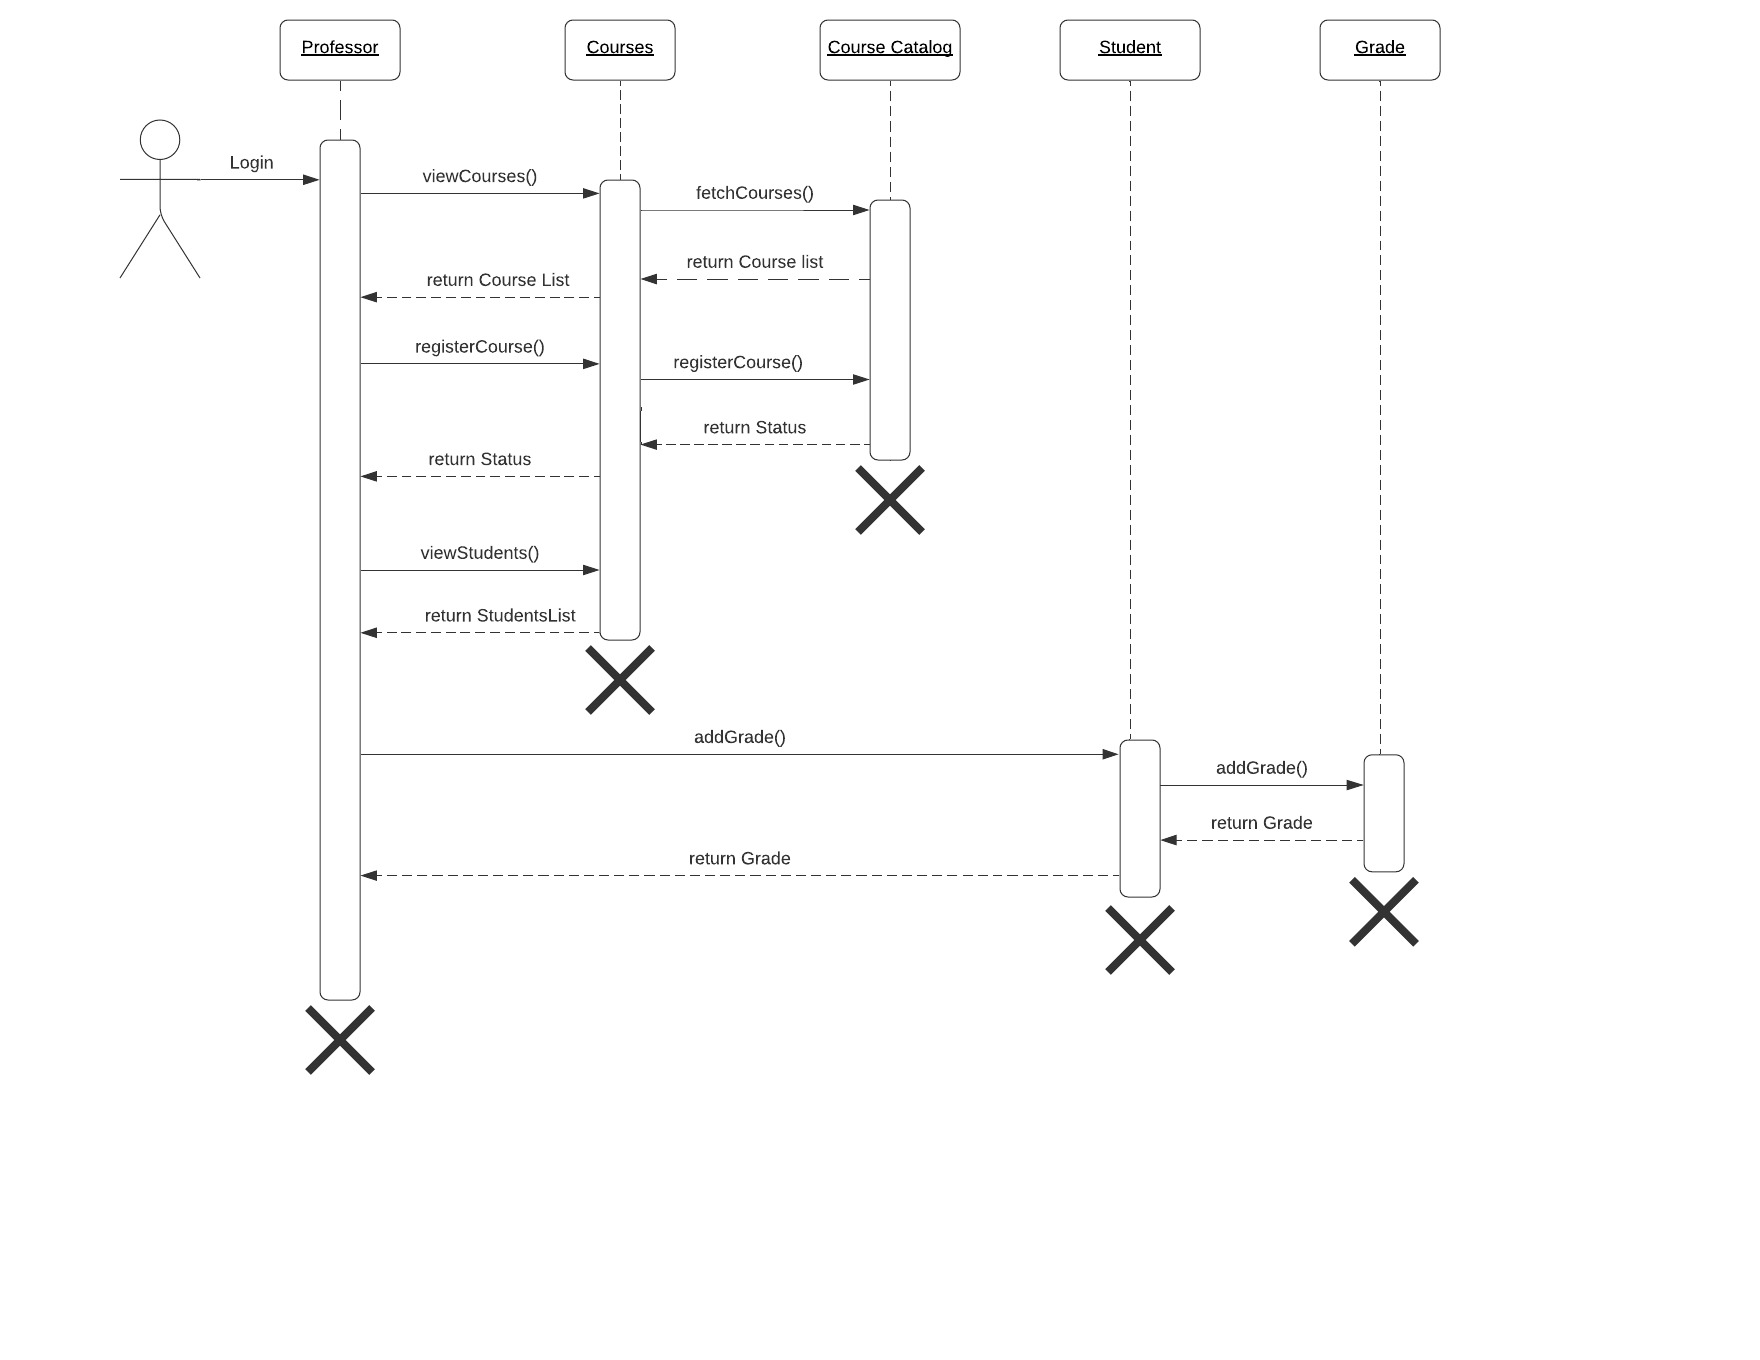 Professor
Courses
Course Catalog
Student
Grade
Login
viewCourses()
fetchCourses()
return Course list
return Course List
registerCourse()
registerCourse()
return Status
return Status
viewStudents()
return StudentsList
addGrade()
addGrade()
return Grade
return Grade